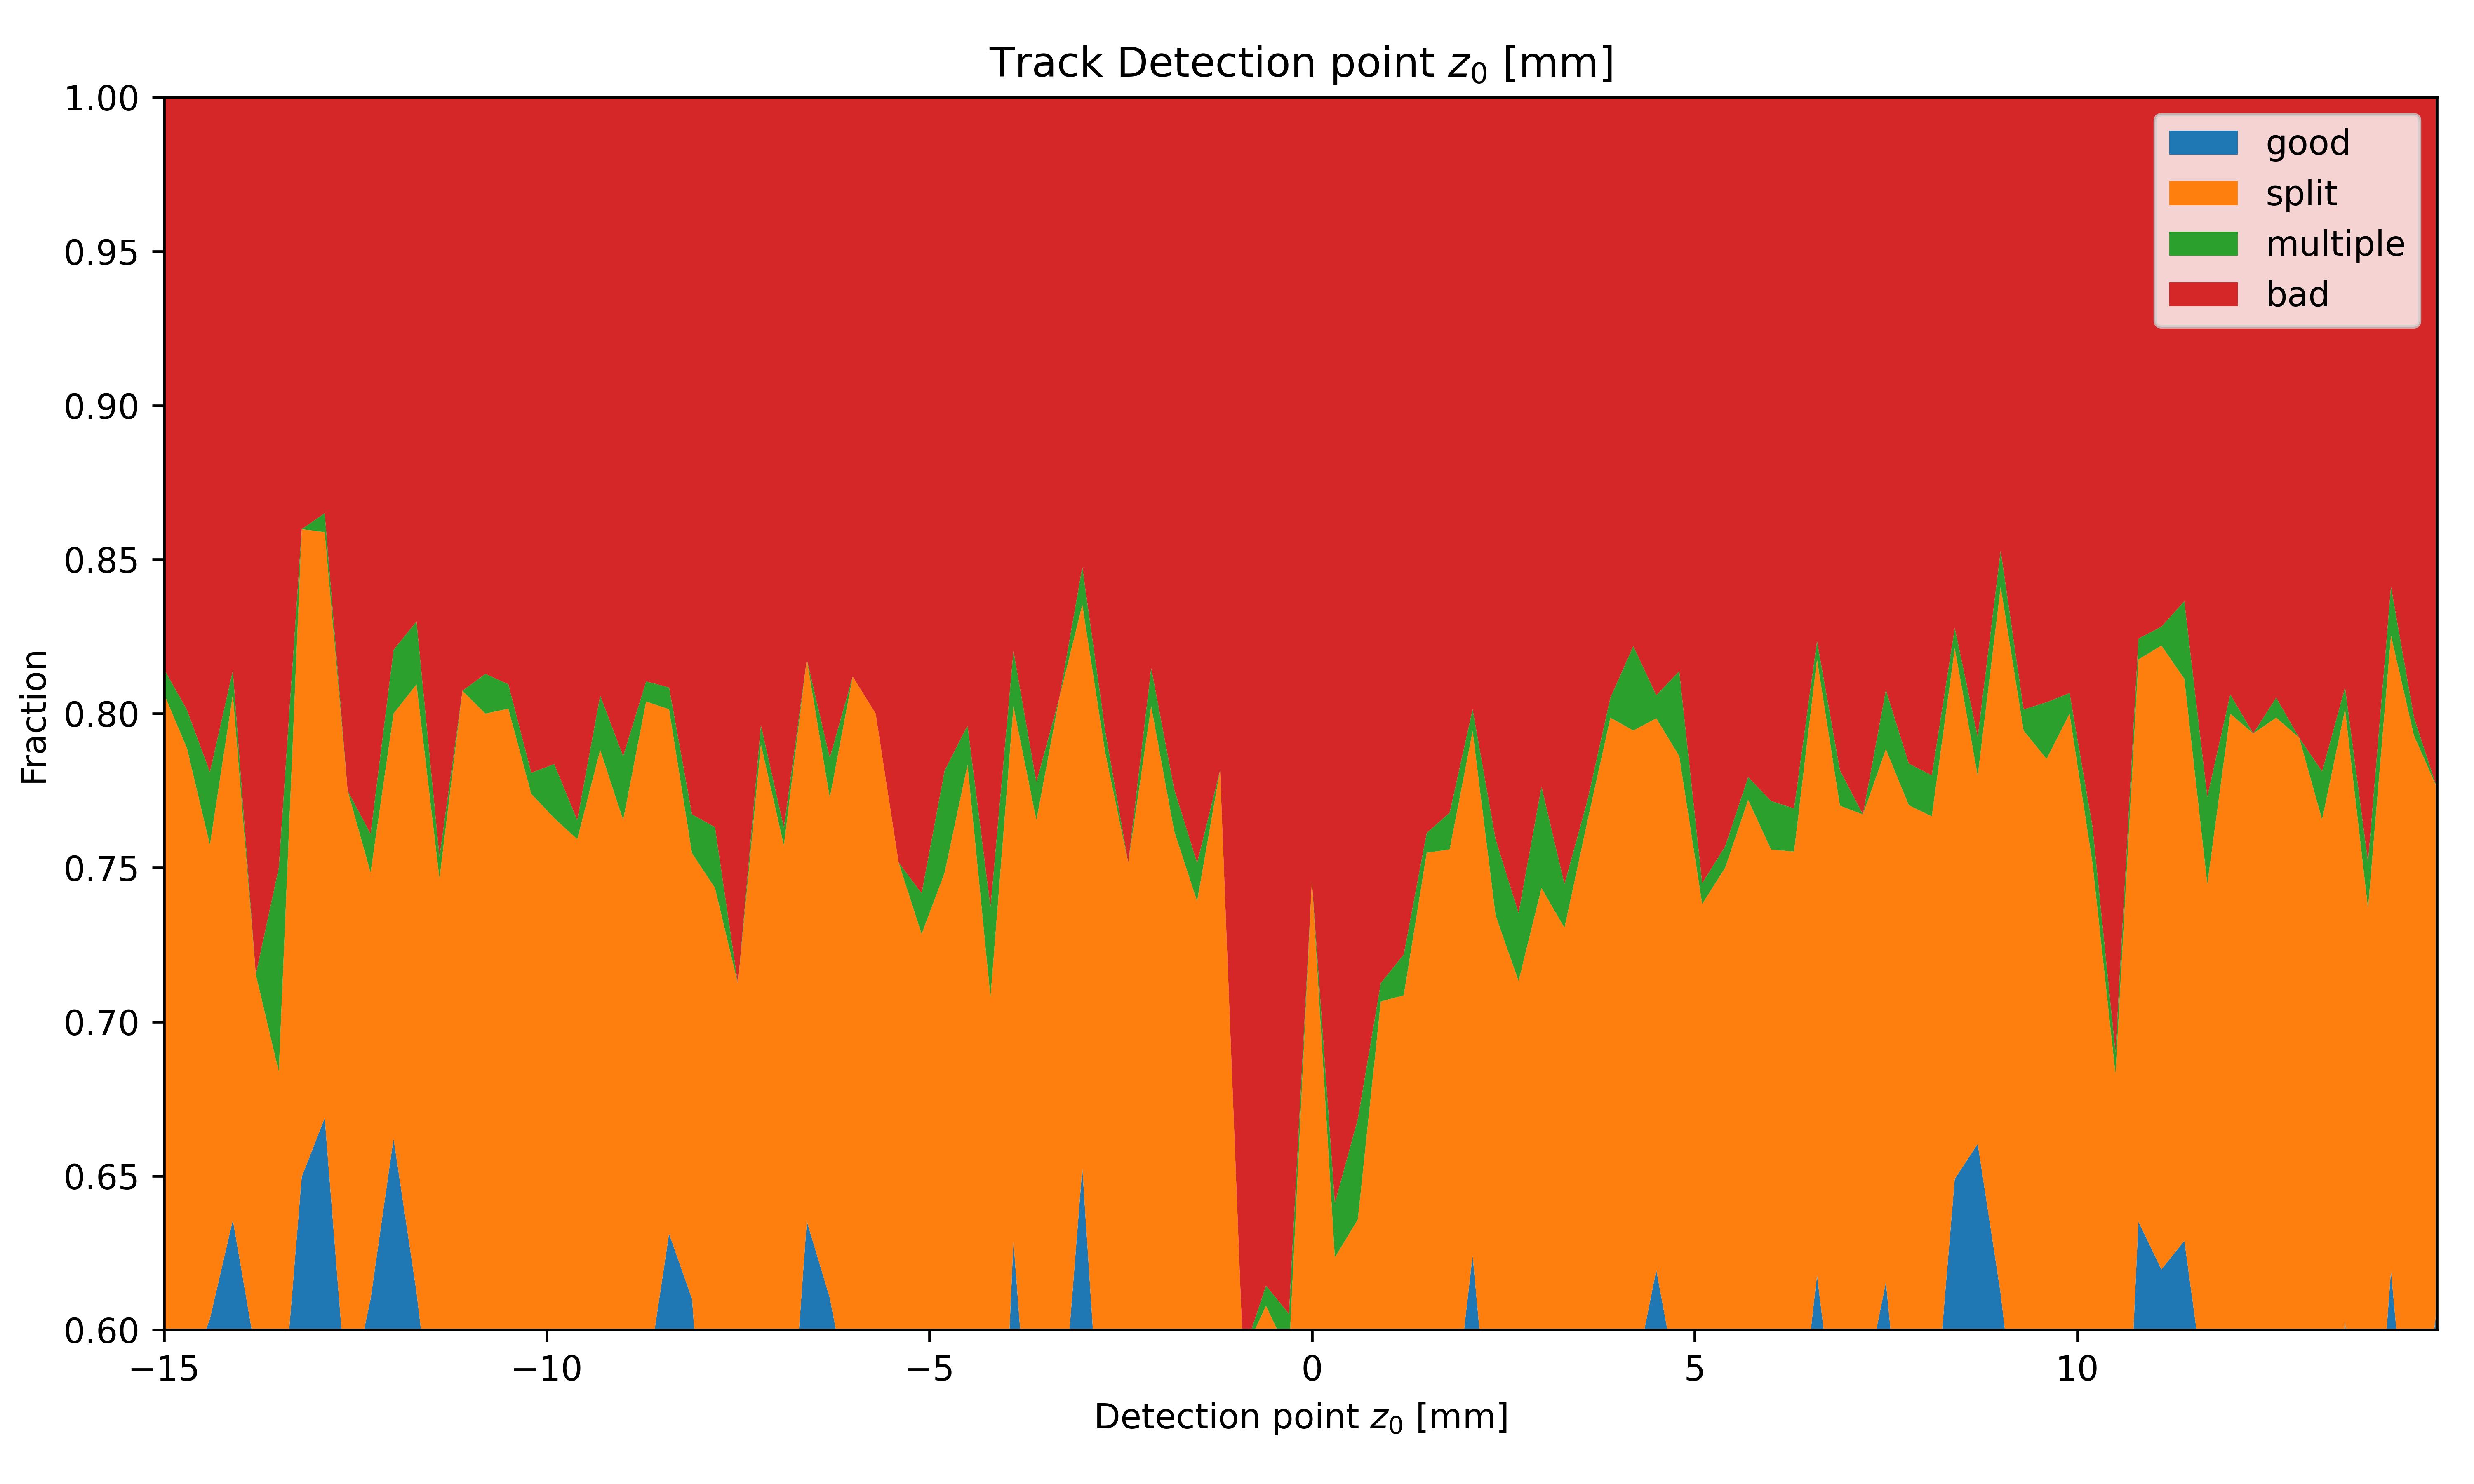 Track Detection point z₀ [mm]
1.00
0.95
0.90
0.85
0.80
0.75
0.70
0.65
0.60
Fraction
good
split
multiple
bad
−15
−10
−5
0
5
10
Detection point z₀ [mm]